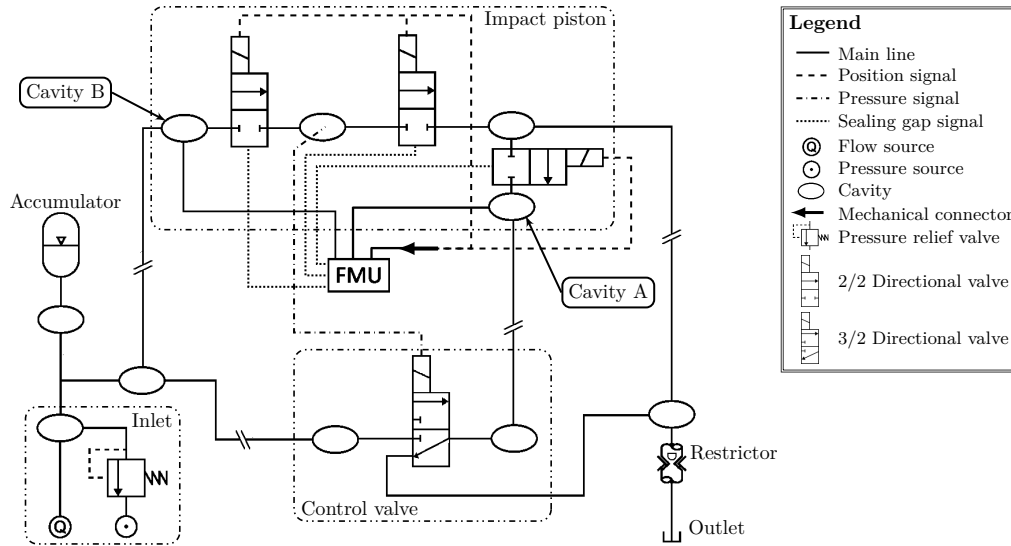 Impact piston
Cavity B
Accumulator
FMU
Cavity A
Inlet
Q
Control valve
Restrictor
Outlet
Legend
Main line
Position signal
Pressure signal
Sealing gap signal
Q Flow source
Pressure source
Cavity
Mechanical connector
Pressure relief valve
2/2 Directional valve
3/2 Directional valve